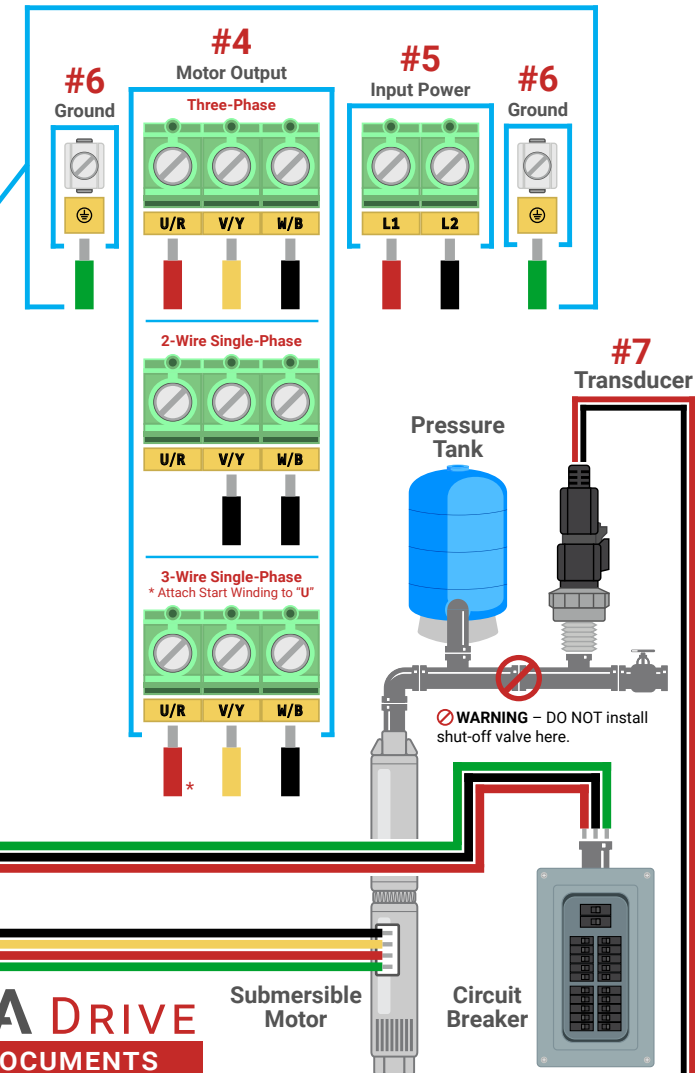 #4
Motor Output
#5
Input Power
#6
Ground
#6
Ground
Three-Phase
U/R V/Y W/B
L1 L2
2-Wire Single-Phase
U/R V/Y W/B
3-Wire Single-Phase
* Attach Start Winding to "U"
U/R V/Y W/B
*
#7
Transducer
Pressure
Tank
WARNING – DO NOT install
shut-off valve here.
Submersible
Motor
Circuit
Breaker
A DRIVE
OCUMENTS